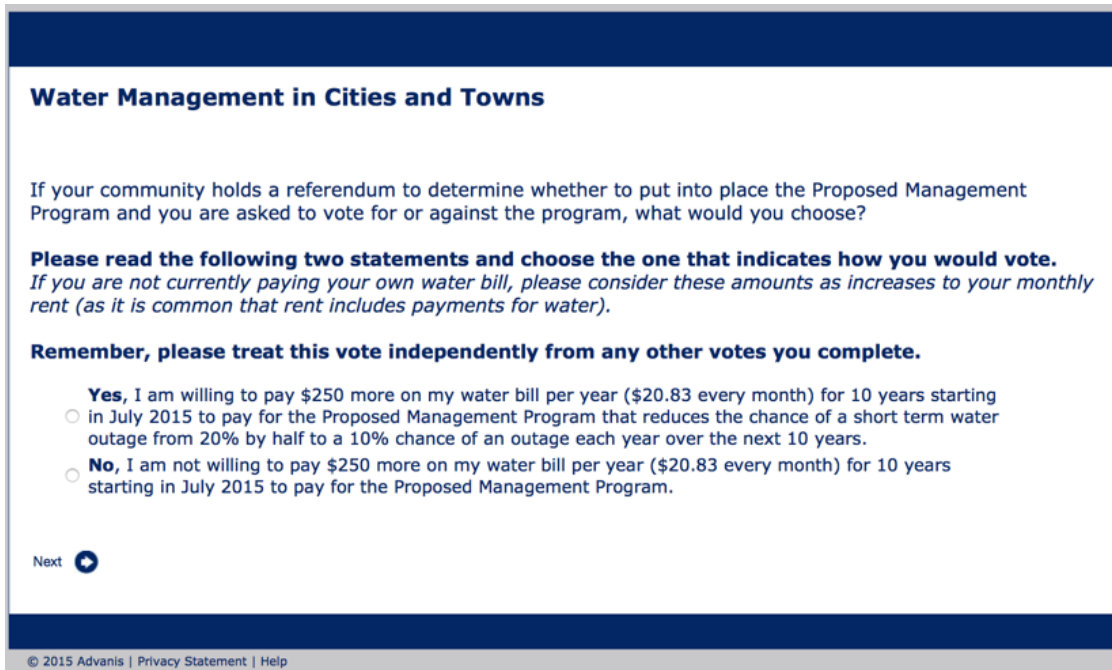 Water Management in Cities and Towns
If your community holds a referendum to determine whether to put into place the Proposed Management
Program and you are asked to vote for or against the program, what would you choose?
Please read the following two statements and choose the one that indicates how you would vote.
If you are not currently paying your own water bill, please consider these amounts as increases to your monthly
rent (as it is common that rent includes payments for water).
Remember, please treat this vote independently from any other votes you complete.
Yes, I am willing to pay $250 more on my water bill per year ($20.83 every month) for 10 years starting
in July 2015 to pay for the Proposed Management Program that reduces the chance of a short term water
outage from 20% by half to a 10% chance of an outage each year over the next 10 years.
No, I am not willing to pay $250 more on my water bill per year ($20.83 every month) for 10 years
starting in July 2015 to pay for the Proposed Management Program.
Next
© 2015 Advanis | Privacy Statement | Help